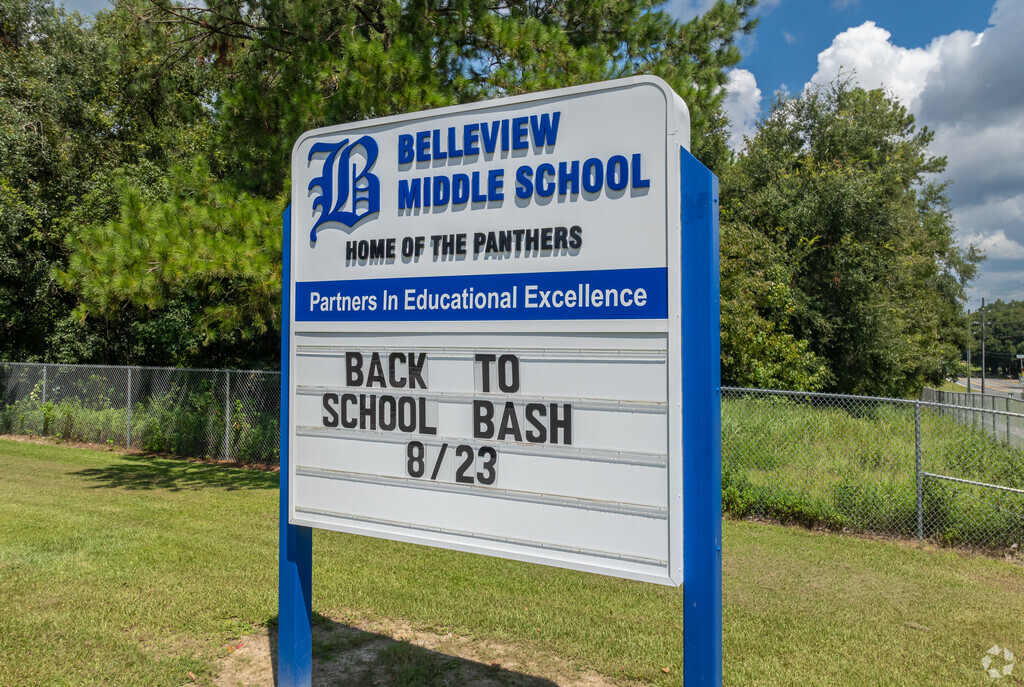 B
BELLEVIEW
MIDDLE SCHOOL
HOME OF THE PANTHERS
Partners In Educational Excellence
BACK TO
SCHOOL BASH
8/23